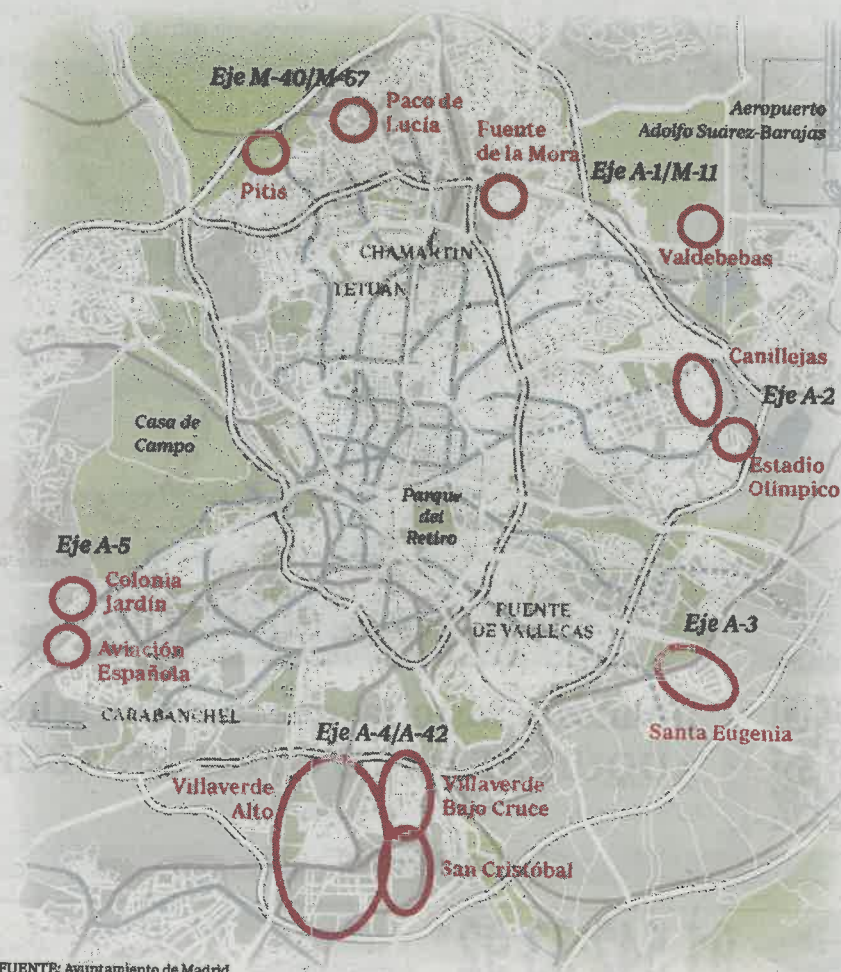 Eje M-40/M-67
Paco de
Lucía
Pitis
Fuente
de la Mora
Aeropuerto
Adolfo Suárez-Barajas
Eje A-1/M-11
Valdebebas
CHAMARTÍN
TETUÁN
Canillejas
Eje A-2
Estadio
Olímpico
Casa de
Campo
Parque
del
Retiro
Eje A-5
Colonia
Jardín
Aviación
Española
PUENTE
DE VALLECAS
Eje A-3
Santa Eugenia
CARABANCHEL
Eje A-4/A-42
Villaverde
Alto
Villaverde
Bajo Cruce
San Cristóbal
FUENTE: Ayuntamiento de Madrid